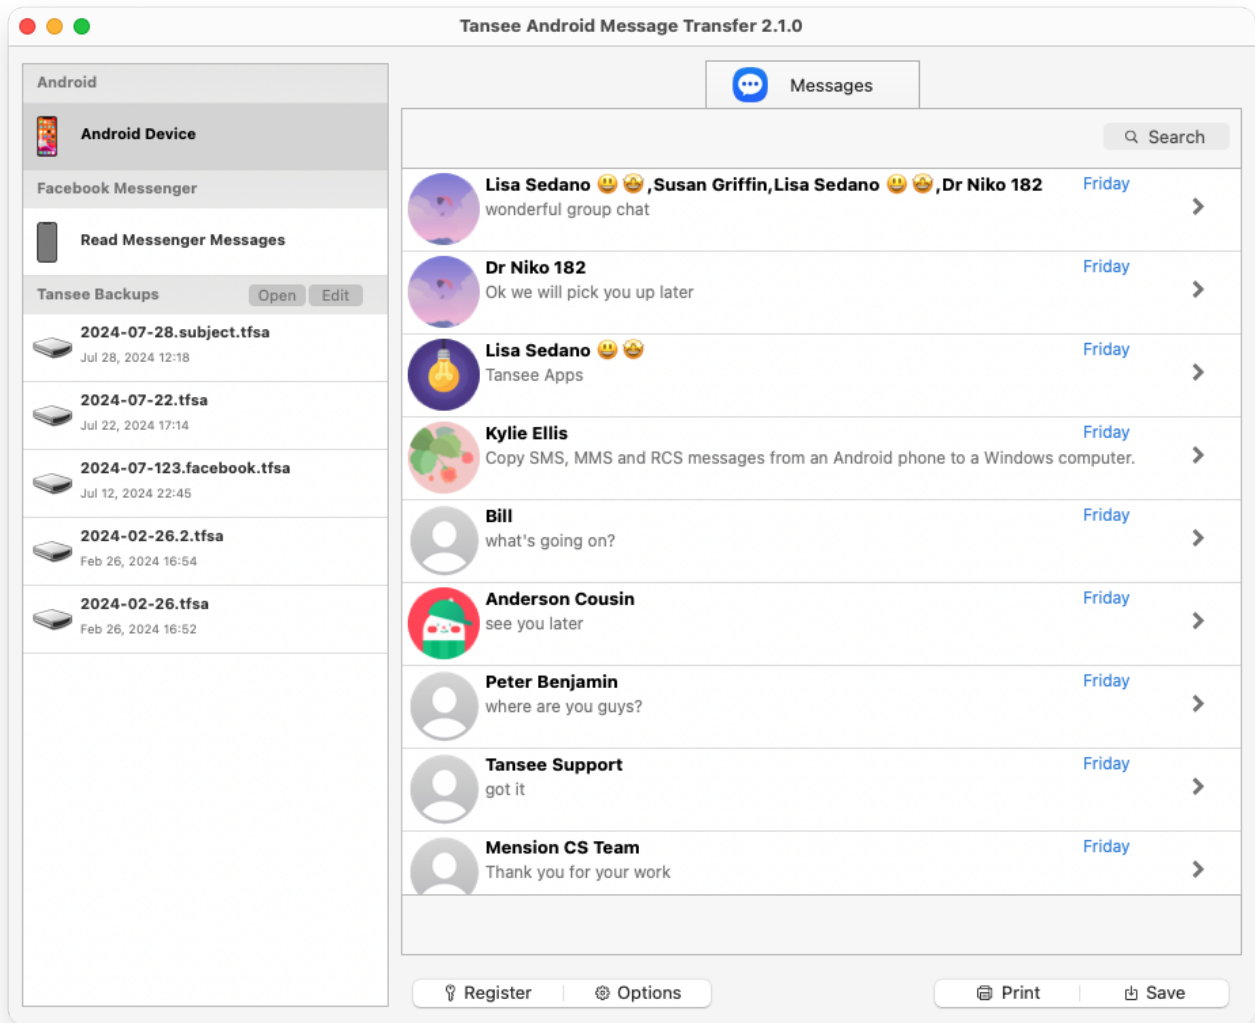 Tansee Android Message Transfer 2.1.0
Android
Android Device
Facebook Messenger
Read Messenger Messages
Tansee Backups Open Edit
2024-07-28.subject.tfsa
Jul 28, 2024 12:18
2024-07-22.tfsa
Jul 22, 2024 17:14
2024-07-123.facebook.tfsa
Jul 12, 2024 22:45
2024-02-26.2.tfsa
Feb 26, 2024 16:54
2024-02-26.tfsa
Feb 26, 2024 16:52
Messages
Search
Lisa Sedano 😃 🤩,Susan Griffin,Lisa Sedano 😃 🤩,Dr Niko 182 Friday
wonderful group chat
Dr Niko 182 Friday
Ok we will pick you up later
Lisa Sedano 😃 🤩 Friday
Tansee Apps
Kylie Ellis Friday
Copy SMS, MMS and RCS messages from an Android phone to a Windows computer.
Bill Friday
what's going on?
Anderson Cousin Friday
see you later
Peter Benjamin Friday
where are you guys?
Tansee Support Friday
got it
Mension CS Team Friday
Thank you for your work
Register Options Print Save